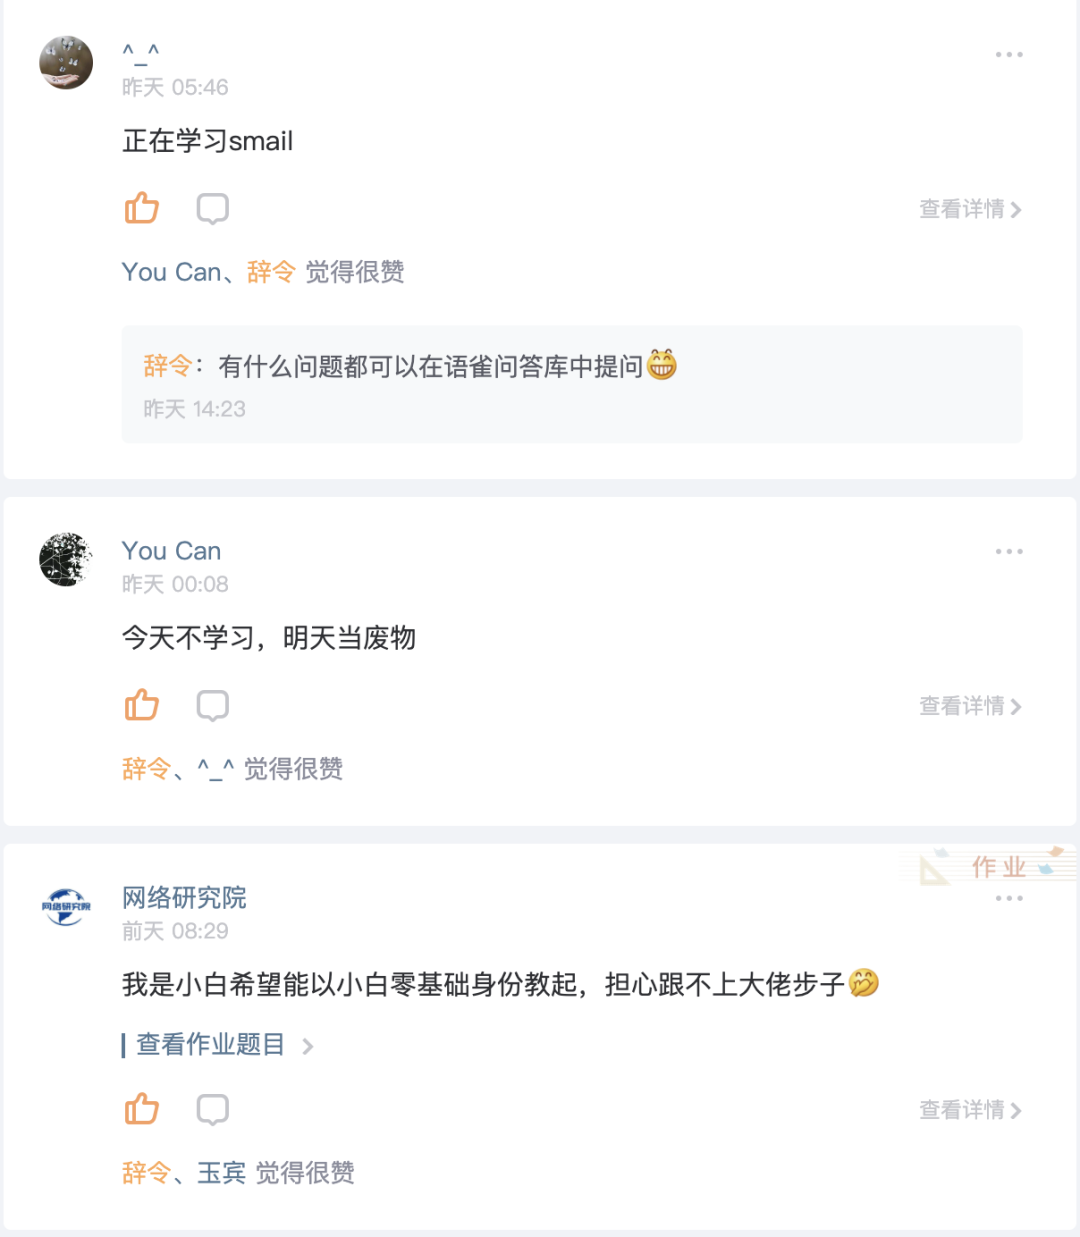 ^_^
昨天 05:46
正在学习smail
查看详情
You Can、辞令 觉得很赞
辞令：有什么问题都可以在语雀问答库中提问😁
昨天 14:23
You Can
昨天 00:08
今天不学习，明天当废物
查看详情
辞令、^_^ 觉得很赞
作业
网络研究院
网络研究院
前天 08:29
我是小白希望能以小白零基础身份教起，担心跟不上大佬步子🤭
查看作业题目
查看详情
辞令、玉宾 觉得很赞